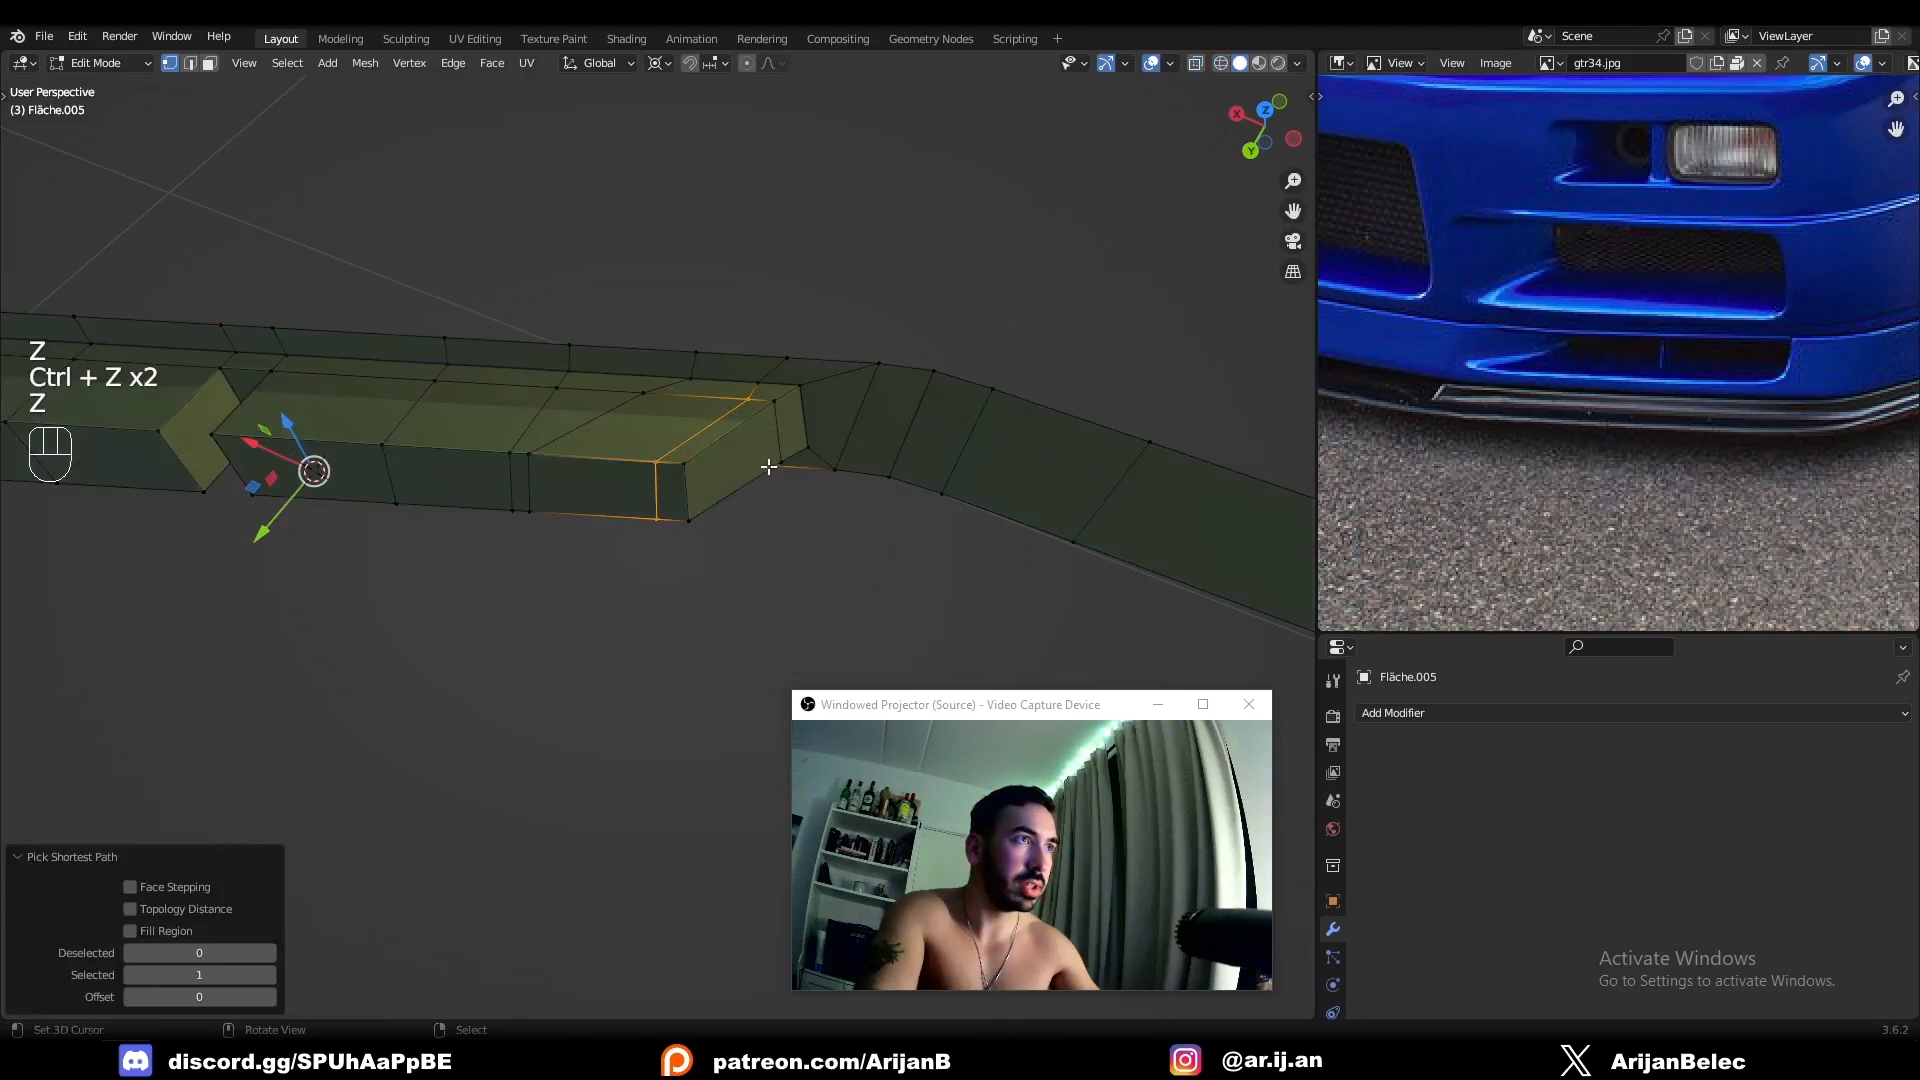 File Edit Render Window Help Layout Modeling Sculpting UV Editing Texture Paint Shading Animation Rendering Compositing Geometry Nodes Scripting + Scene ViewLayer
Edit Mode View Select Add Mesh Vertex Edge Face UV Global View View Image gtr34.jpg
User Perspective
(3) Fläche.005
X
Z
Y
Z
Ctrl + Z x2
Z
Fläche.005
Add Modifier
Windowed Projector (Source) - Video Capture Device
Pick Shortest Path
Face Stepping
Topology Distance
Fill Region
Deselected 0
Selected 1
Offset 0
Activate Windows
Go to Settings to activate Windows.
Set 3D Cursor Rotate View Select 3.6.2
discord.gg/SPUhAaPpBE patreon.com/ArijanB @ar.ij.an ArijanBelec